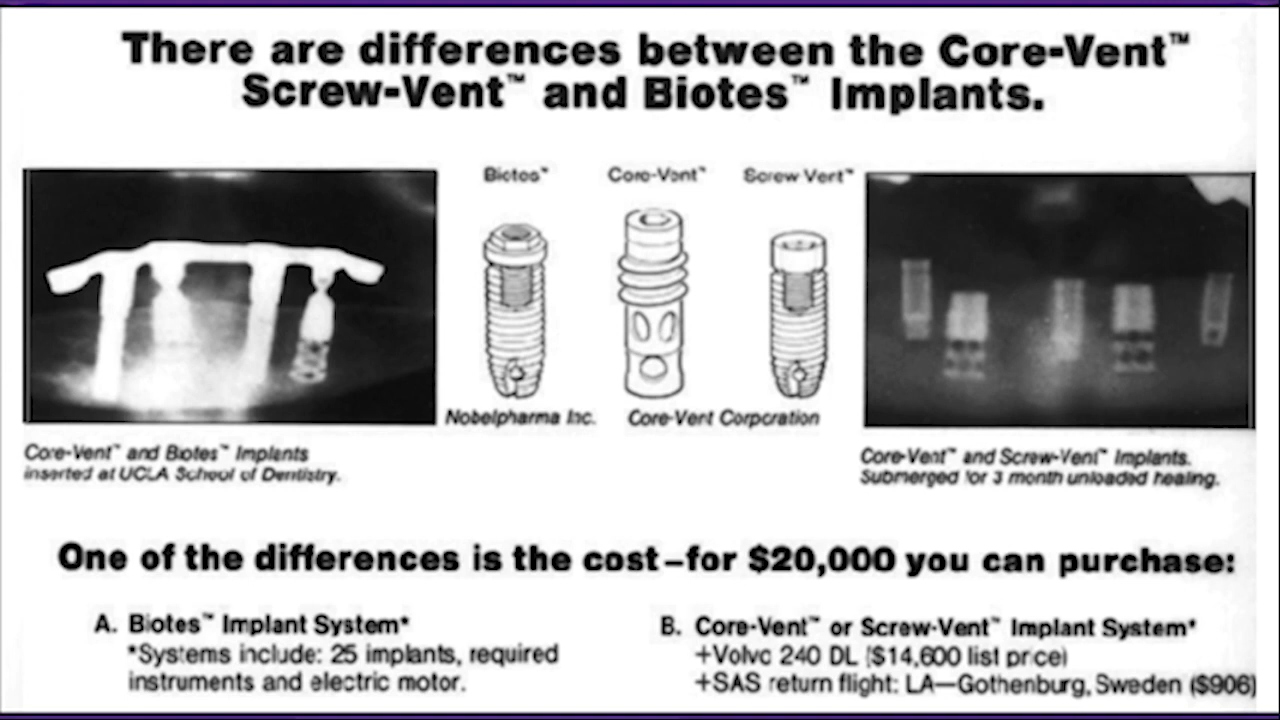 There are differences between the Core-Vent™
Screw-Vent™ and Biotes™ Implants.
Biotes™ Core-Vent™ Screw-Vent™
Nobelpharma Inc. Core-Vent Corporation
Core-Vent™ and Biotes™ Implants
inserted at UCLA School of Dentistry.
Core-Vent™ and Screw-Vent™ Implants.
Submerged for 3 month unloaded healing.
One of the differences is the cost–for $20,000 you can purchase:
A. Biotes™ Implant System*
*Systems include: 25 implants, required
instruments and electric motor.
B. Core-Vent™ or Screw-Vent™ Implant System*
+Volvo 240 DL ($14,600 list price)
+SAS return flight: LA—Gothenburg, Sweden ($906)